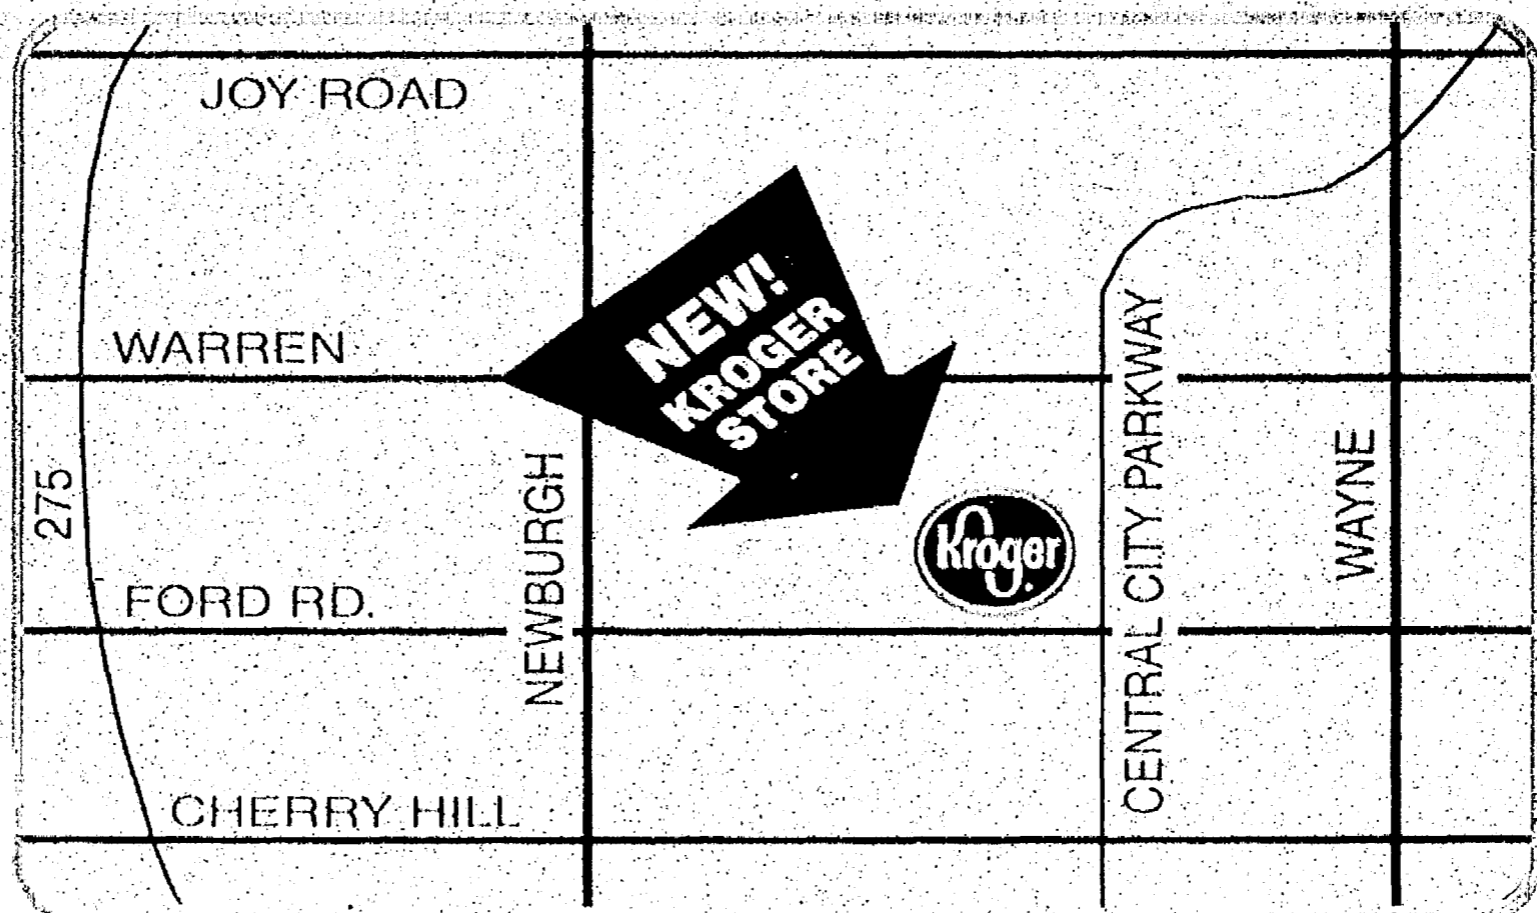 JOY ROAD
NEW!
KROGER
STORE
WARREN
275
NEWBURGH
Kroger
CENTRAL CITY PARKWAY
WAYNE
FORD RD.
CHERRY HILL